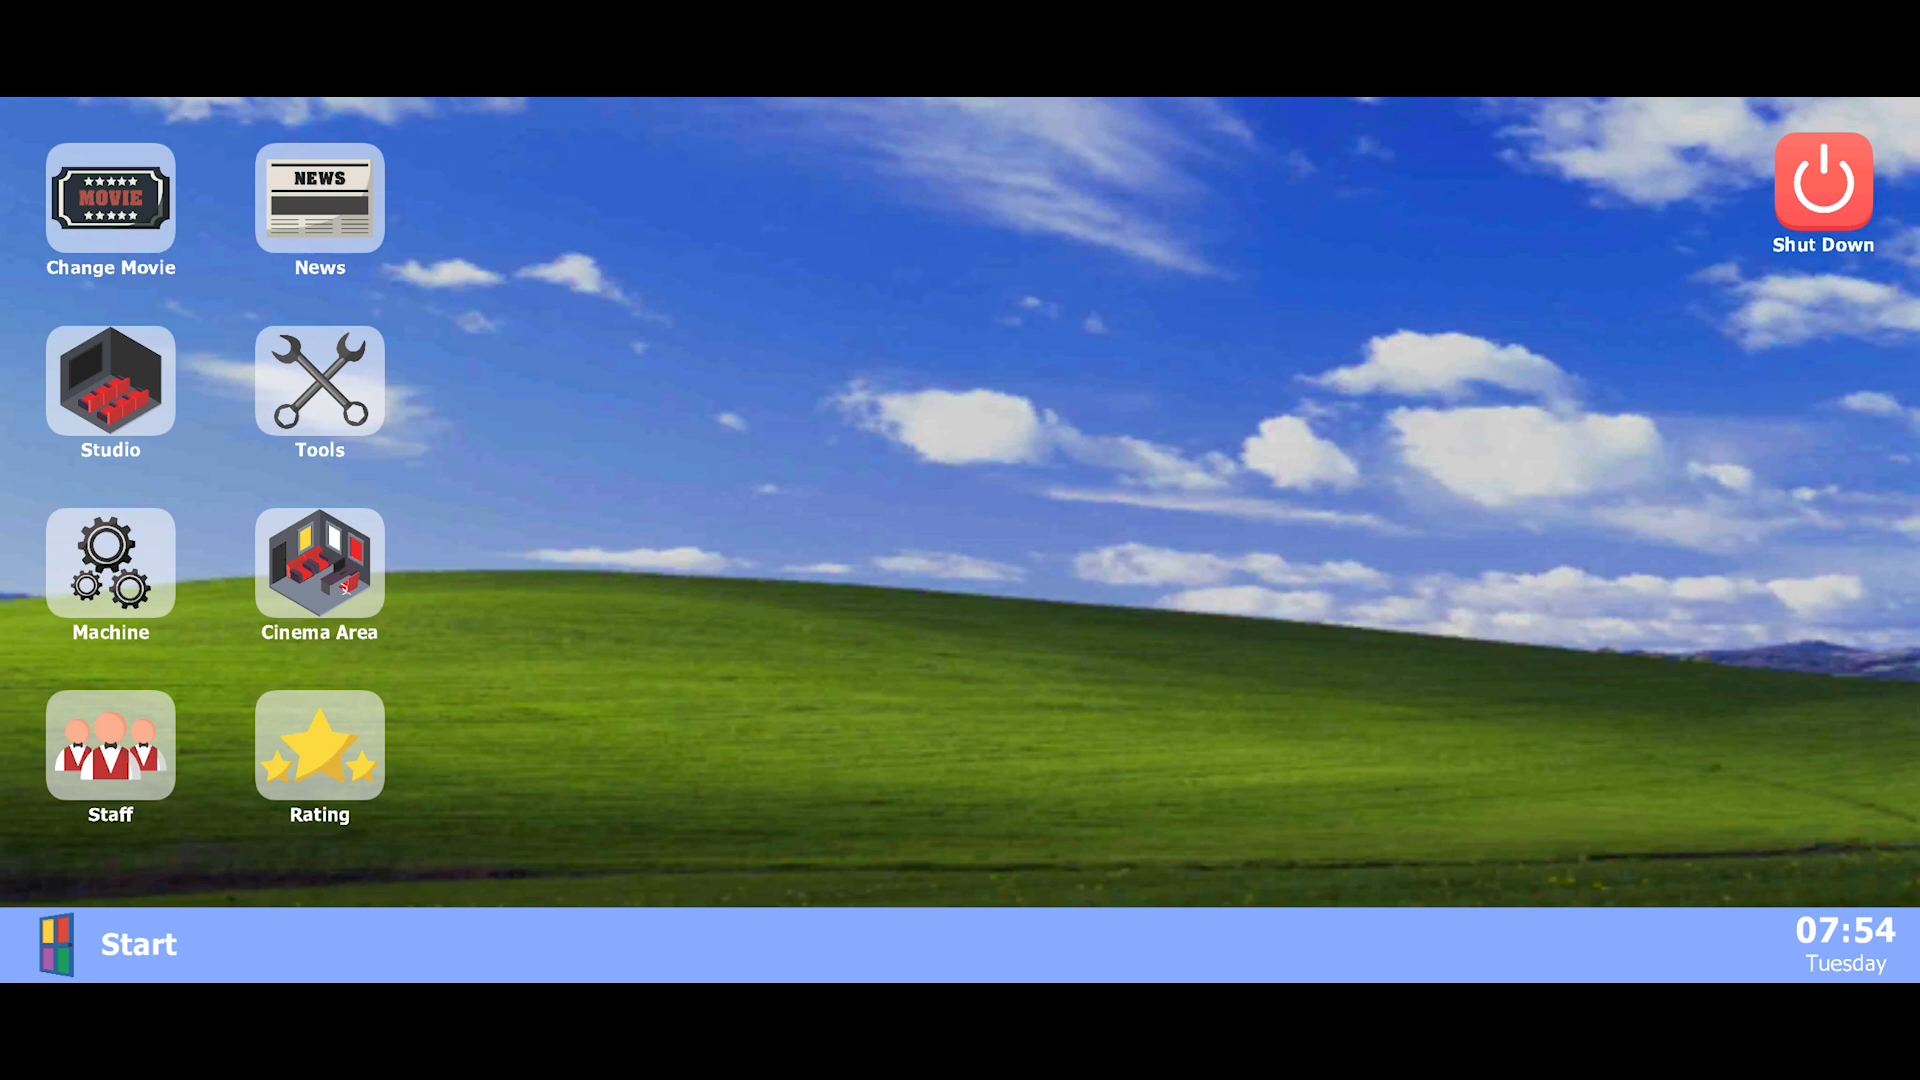 MOVIE
Change Movie
NEWS
News
Shut Down
Studio
Tools
Machine
Cinema Area
Staff
Rating
Start
07:54
Tuesday